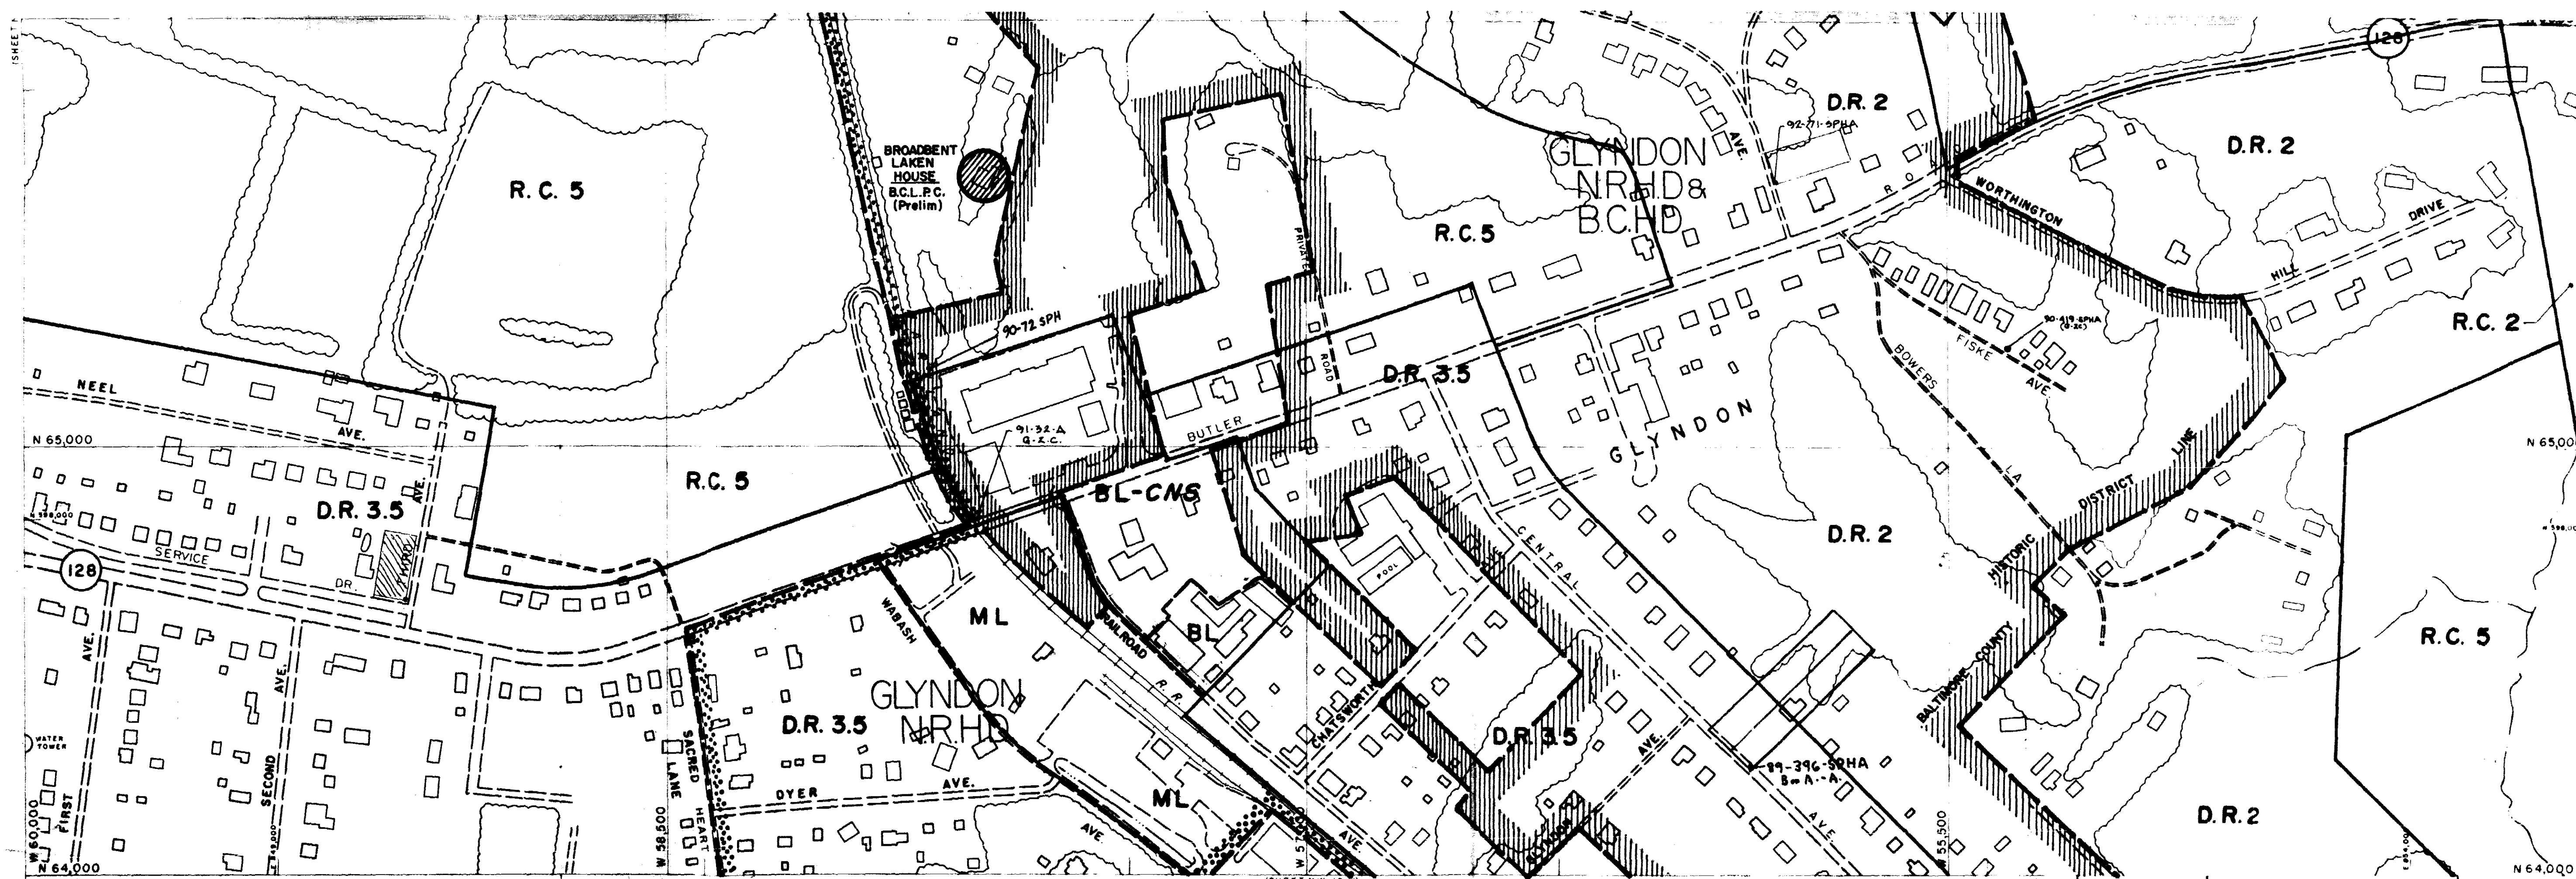 (SHEET
128
D.R. 2
92-71-SPHA
GLYNDON
N.R.H.D &
B.C.H.D.
AVE.
ROAD
D.R. 2
BROADBENT
LAKEN
HOUSE
B.C.L.P.C.
(Prelim)
R.C. 5
WORTHINGTON
HILL
DRIVE
R.C. 5
PRIVATE
ROAD
90-72 SPH
90-419-SPHA
R.C. 2
NEEL
AVE.
BOWERS
LA
FISKE
AVE
D.R. 3.5
GLYNDON
N 65,000
91-32-A
BUTLER
N 65,00
HISTORIC
DISTRICT
LINE
R.C. 5
BL-CNS
AVE.
D.R. 3.5
CENTRAL
D.R. 2
SERVICE
DR.
128
POOL
WABASH
ML
RAILROAD
R.R.
BL
BALTIMORE COUNTY
R.C. 5
AVE.
AVE.
GLYNDON
N.R.H.D
D.R. 3.5
CHATSWORTH
D.R. 3.5
AVE.
WATER
TOWER
SACRED
HEART
LANE
89-396-SPHA
DYER
AVE.
ML
FIRST
SECOND
AVE.
AVE.
AVE.
GLYNDON
D.R. 2
W 60,000
W 58,500
W 55,500
N 64,000
N 64,000